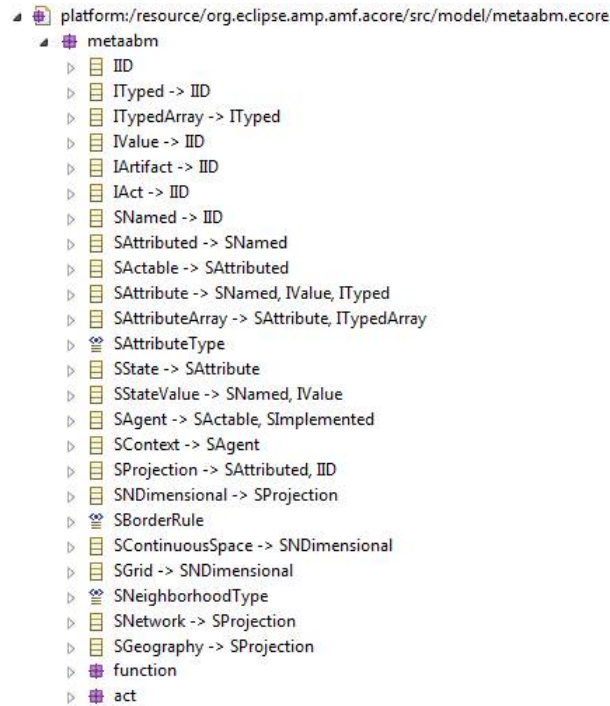 platform:/resource/org.eclipse.amp.amf.acore/src/model/metaabm.ecore
metaabm
IID
ITyped -> IID
ITypedArray -> ITyped
IValue -> IID
IArtifact -> IID
IAct -> IID
SNamed -> IID
SAttributed -> SNamed
SActable -> SAttributed
SAttribute -> SNamed, IValue, ITyped
SAttributeArray -> SAttribute, ITypedArray
SAttributeType
SState -> SAttribute
SStateValue -> SNamed, IValue
SAgent -> SActable, SImplemented
SContext -> SAgent
SProjection -> SAttributed, IID
SNDimensional -> SProjection
SBorderRule
SContinuousSpace -> SNDimensional
SGrid -> SNDimensional
SNeighborhoodType
SNetwork -> SProjection
SGeography -> SProjection
function
act